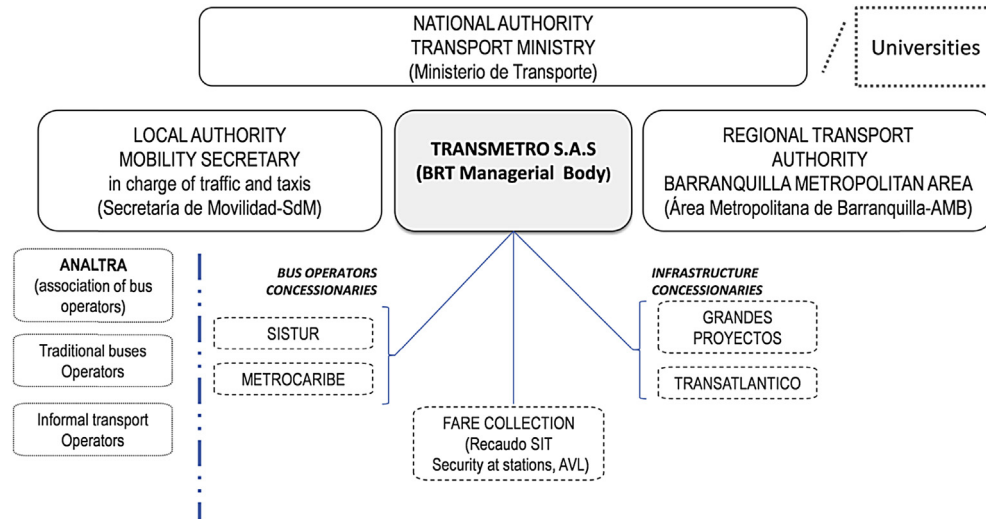 NATIONAL AUTHORITY
TRANSPORT MINISTRY
(Ministerio de Transporte)
Universities
LOCAL AUTHORITY
MOBILITY SECRETARY
in charge of traffic and taxis
(Secretaría de Movilidad-SdM)
TRANSMETRO S.A.S
(BRT Managerial Body)
REGIONAL TRANSPORT
AUTHORITY
BARRANQUILLA METROPOLITAN AREA
(Área Metropolitana de Barranquilla-AMB)
ANALTRA
(association of bus
operators)
Traditional buses
Operators
Informal transport
Operators
BUS OPERATORS
CONCESSIONARIES
SISTUR
METROCARIBE
FARE COLLECTION
(Recaudo SIT
Security at stations, AVL)
INFRASTRUCTURE
CONCESSIONARIES
GRANDES
PROYECTOS
TRANSATLANTICO